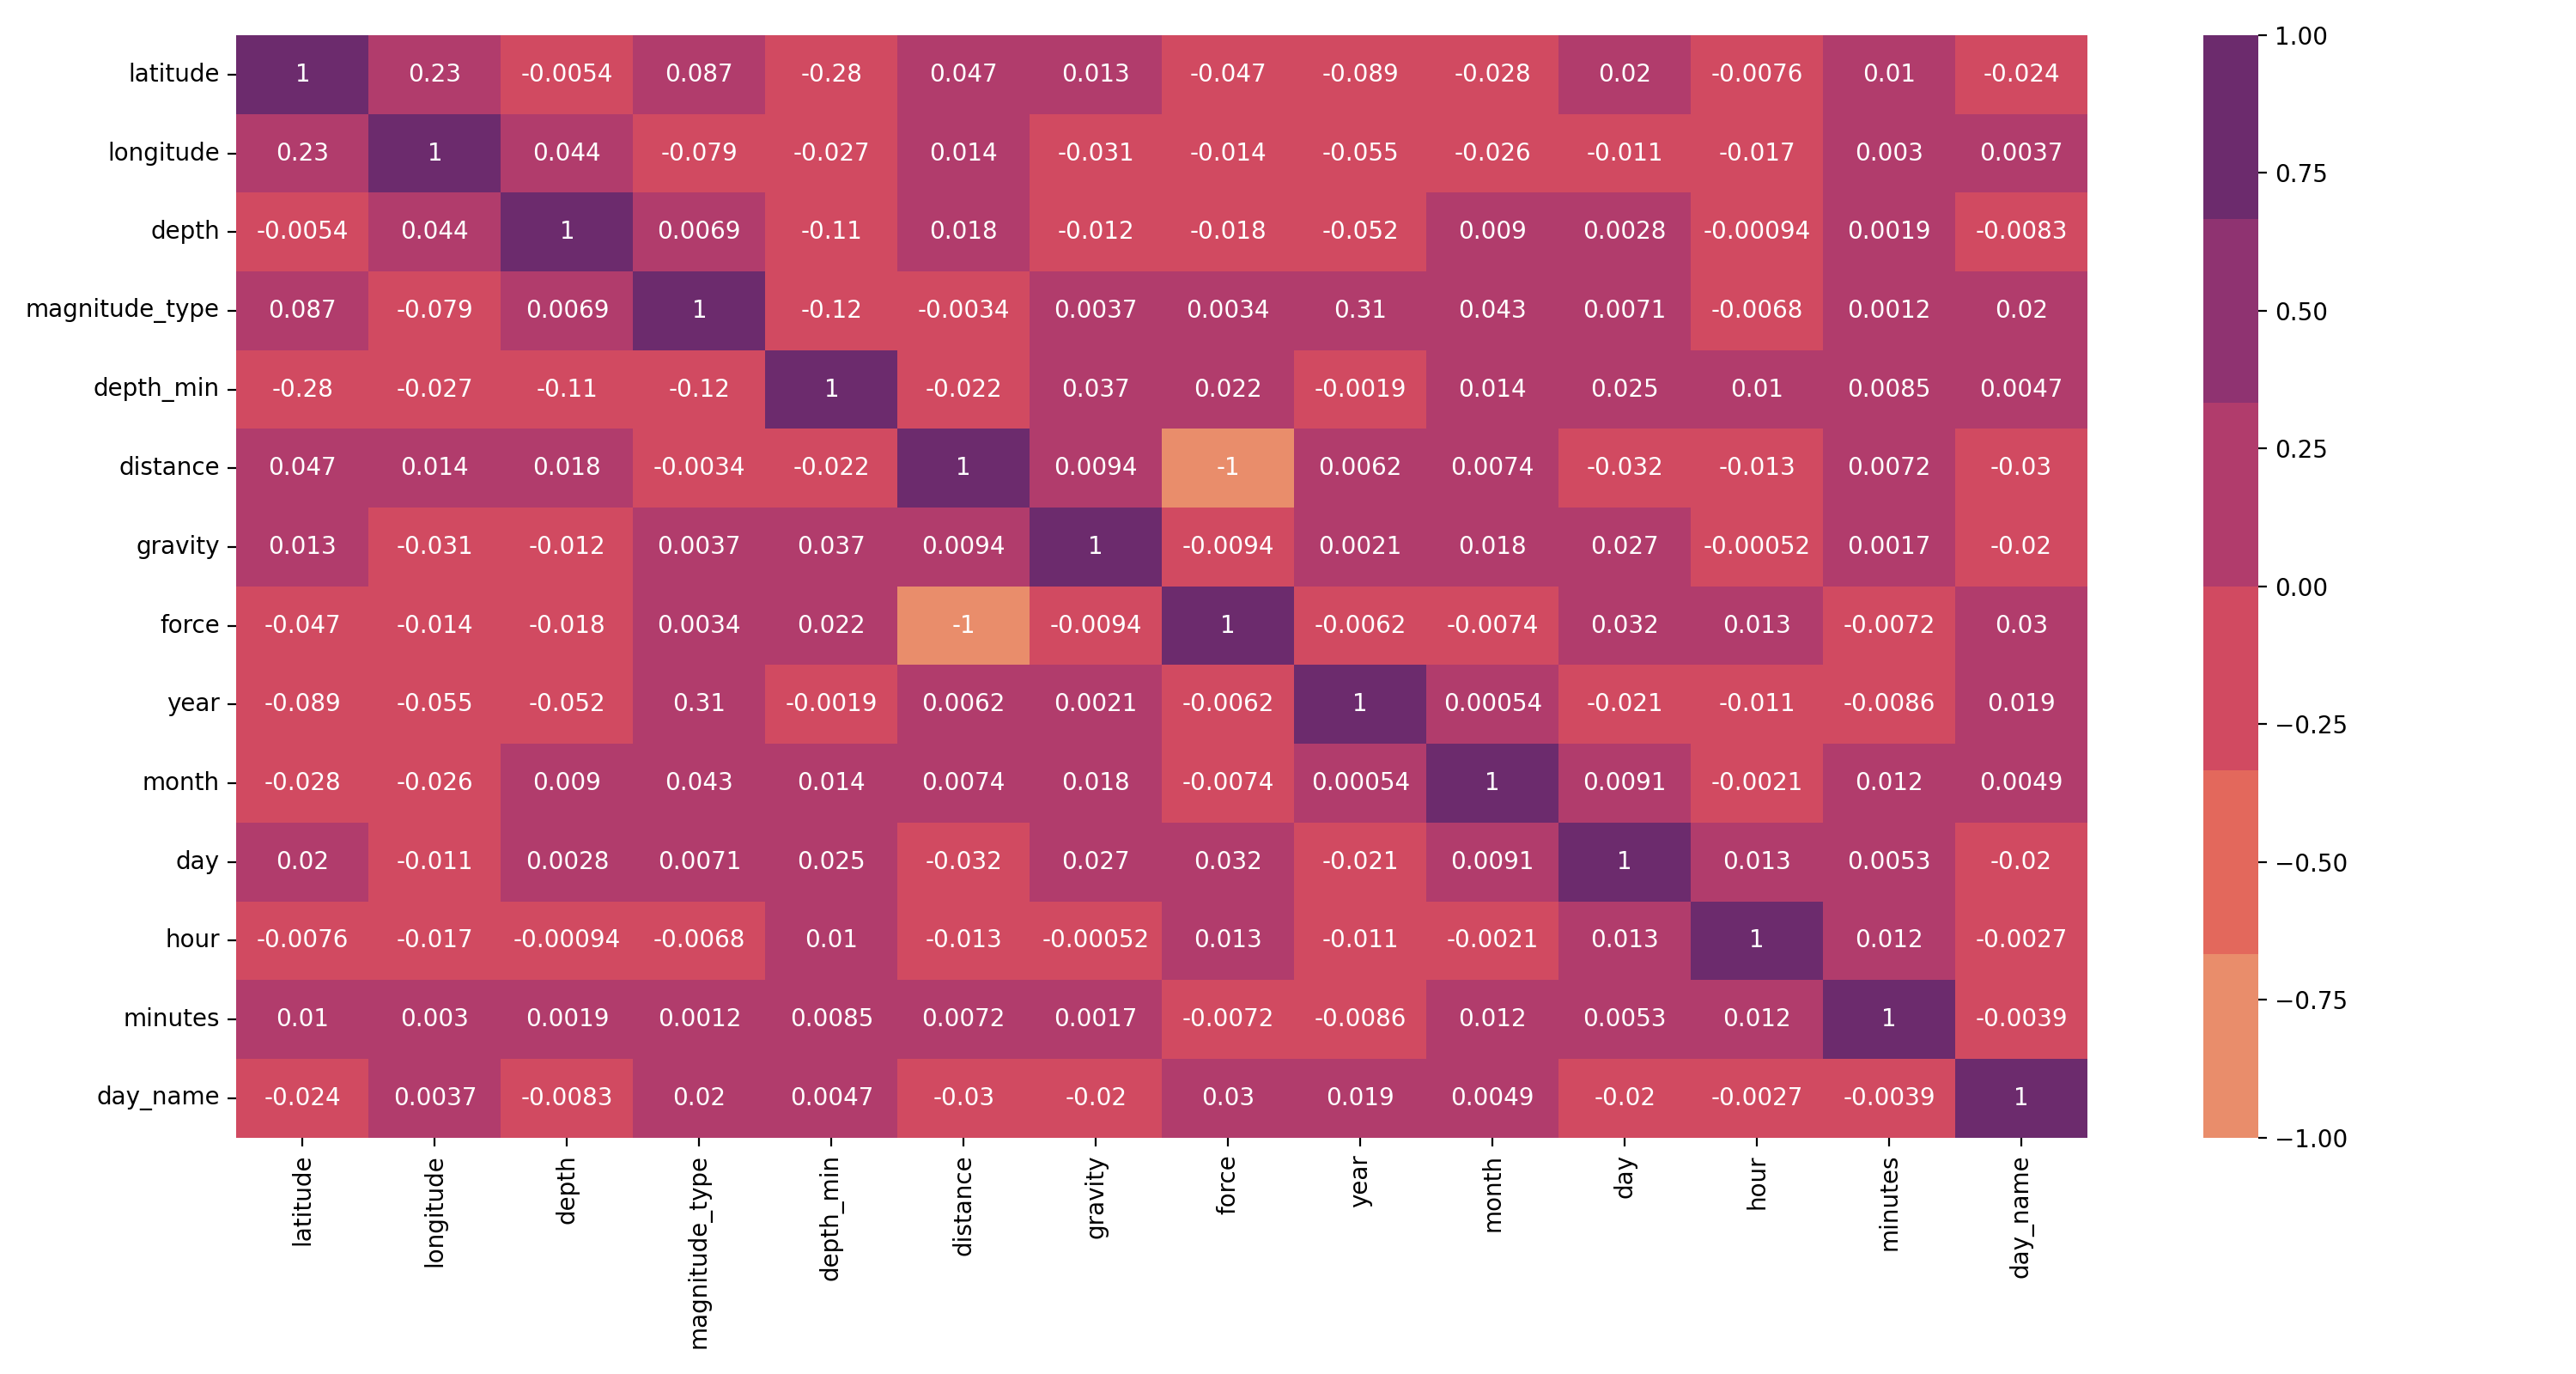 latitude 1 0.23 -0.0054 0.087 -0.28 0.047 0.013 -0.047 -0.089 -0.028 0.02 -0.0076 0.01 -0.024
longitude 0.23 1 0.044 -0.079 -0.027 0.014 -0.031 -0.014 -0.055 -0.026 -0.011 -0.017 0.003 0.0037
depth -0.0054 0.044 1 0.0069 -0.11 0.018 -0.012 -0.018 -0.052 0.009 0.0028 -0.00094 0.0019 -0.0083
magnitude_type 0.087 -0.079 0.0069 1 -0.12 -0.0034 0.0037 0.0034 0.31 0.043 0.0071 -0.0068 0.0012 0.02
depth_min -0.28 -0.027 -0.11 -0.12 1 -0.022 0.037 0.022 -0.0019 0.014 0.025 0.01 0.0085 0.0047
distance 0.047 0.014 0.018 -0.0034 -0.022 1 0.0094 -1 0.0062 0.0074 -0.032 -0.013 0.0072 -0.03
gravity 0.013 -0.031 -0.012 0.0037 0.037 0.0094 1 -0.0094 0.0021 0.018 0.027 -0.00052 0.0017 -0.02
force -0.047 -0.014 -0.018 0.0034 0.022 -1 -0.0094 1 -0.0062 -0.0074 0.032 0.013 -0.0072 0.03
year -0.089 -0.055 -0.052 0.31 -0.0019 0.0062 0.0021 -0.0062 1 0.00054 -0.021 -0.011 -0.0086 0.019
month -0.028 -0.026 0.009 0.043 0.014 0.0074 0.018 -0.0074 0.00054 1 0.0091 -0.0021 0.012 0.0049
day 0.02 -0.011 0.0028 0.0071 0.025 -0.032 0.027 0.032 -0.021 0.0091 1 0.013 0.0053 -0.02
hour -0.0076 -0.017 -0.00094 -0.0068 0.01 -0.013 -0.00052 0.013 -0.011 -0.0021 0.013 1 0.012 -0.0027
minutes 0.01 0.003 0.0019 0.0012 0.0085 0.0072 0.0017 -0.0072 -0.0086 0.012 0.0053 0.012 1 -0.0039
day_name -0.024 0.0037 -0.0083 0.02 0.0047 -0.03 -0.02 0.03 0.019 0.0049 -0.02 -0.0027 -0.0039 1
latitude longitude depth magnitude_type depth_min distance gravity force year month day hour minutes day_name
1.00
0.75
0.50
0.25
0.00
−0.25
−0.50
−0.75
−1.00